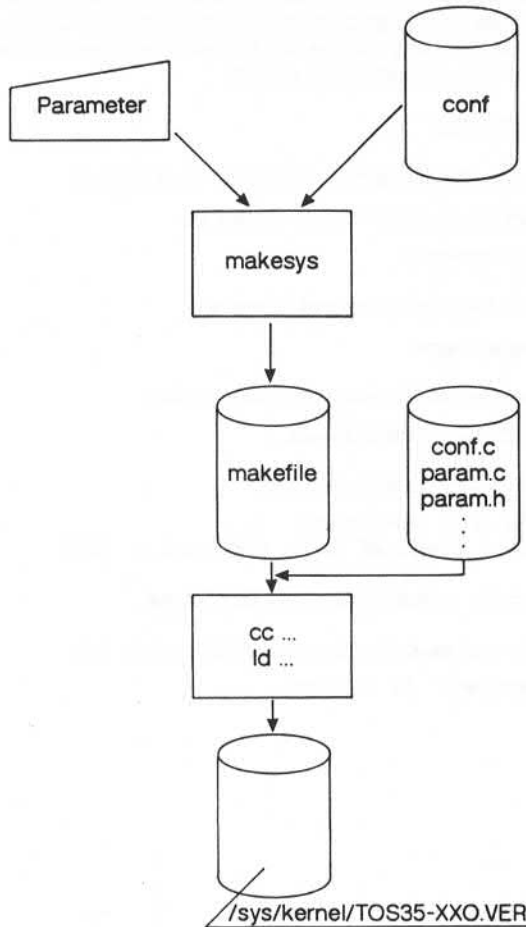 Parameter
conf
makesys
makefile
conf.c
param.c
param.h
cc ...
ld ...
/sys/kernel/TOS35-XXO.VER